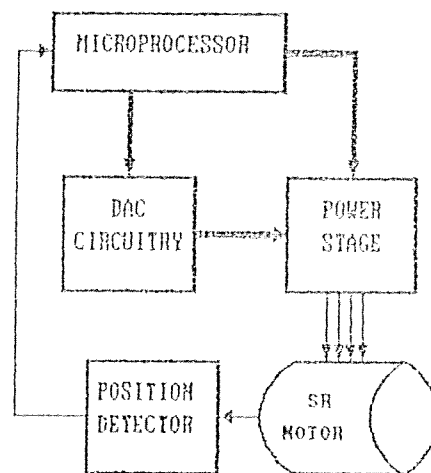 MICROPROCESSOR
DAC
CIRCUITRY
POWER
STAGE
POSITION
DETECTOR
SR
MOTOR